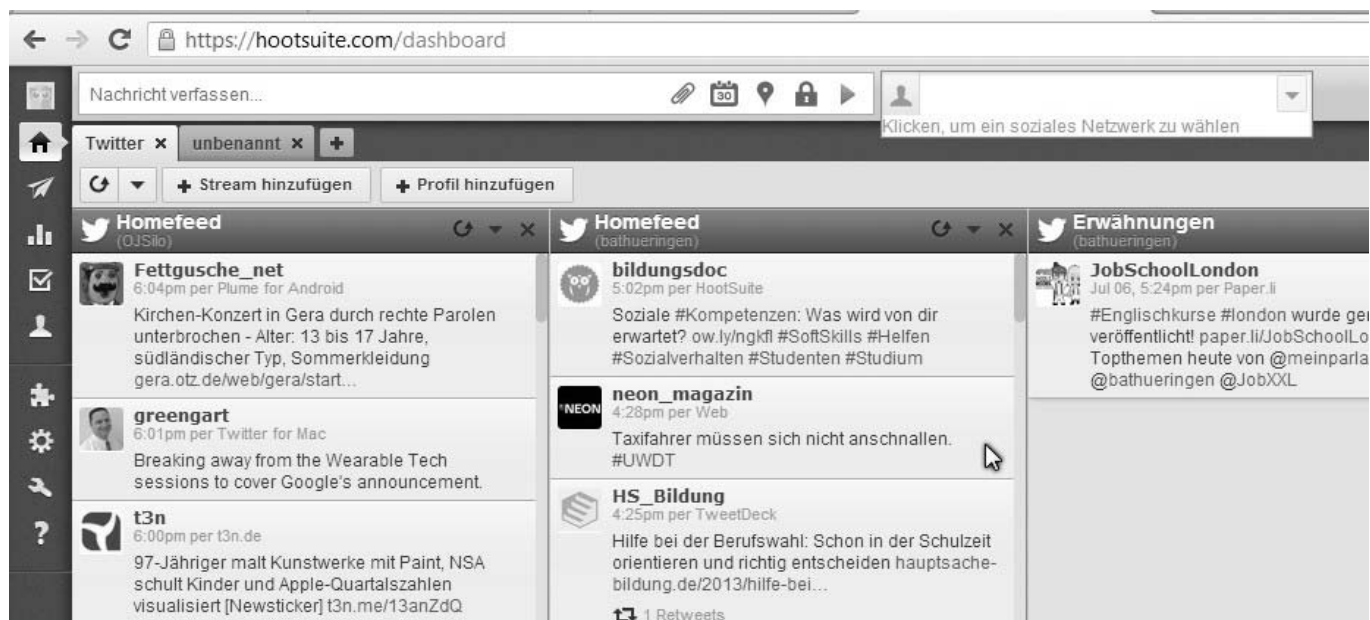 https://hootsuite.com/dashboard
Nachricht verfassen...
30
Klicken, um ein soziales Netzwerk zu wählen
Twitter
unbenannt
Stream hinzufügen
Profil hinzufügen
Homefeed
(OJSilo)
Fettgusche_net
6:04pm per Plume for Android
Kirchen-Konzert in Gera durch rechte Parolen
unterbrochen - Alter: 13 bis 17 Jahre,
südländischer Typ, Sommerkleidung
gera.otz.de/web/gera/start...
greengart
6:01pm per Twitter for Mac
Breaking away from the Wearable Tech
sessions to cover Google's announcement.
t3n
6:00pm per t3n.de
97-Jähriger malt Kunstwerke mit Paint, NSA
schult Kinder und Apple-Quartalszahlen
visualisiert [Newsticker] t3n.me/13anZdQ
Homefeed
(bathueringen)
bildungsdoc
5:02pm per HootSuite
Soziale #Kompetenzen: Was wird von dir
erwartet? ow.ly/ngkfl #SoftSkills #Helfen
#Sozialverhalten #Studenten #Studium
NEON
neon_magazin
4:28pm per Web
Taxifahrer müssen sich nicht anschnallen.
#UWDT
HS_Bildung
4:25pm per TweetDeck
Hilfe bei der Berufswahl: Schon in der Schulzeit
orientieren und richtig entscheiden hauptsache-
bildung.de/2013/hilfe-bei...
1 Retweets
Erwähnungen
(bathueringen)
JobSchoolLondon
Jul 06, 5:24pm per Paper.li
#Englischkurse #london wurde ger
veröffentlicht! paper.li/JobSchoolLo
Topthemen heute von @meinparla
@bathueringen @JobXXL